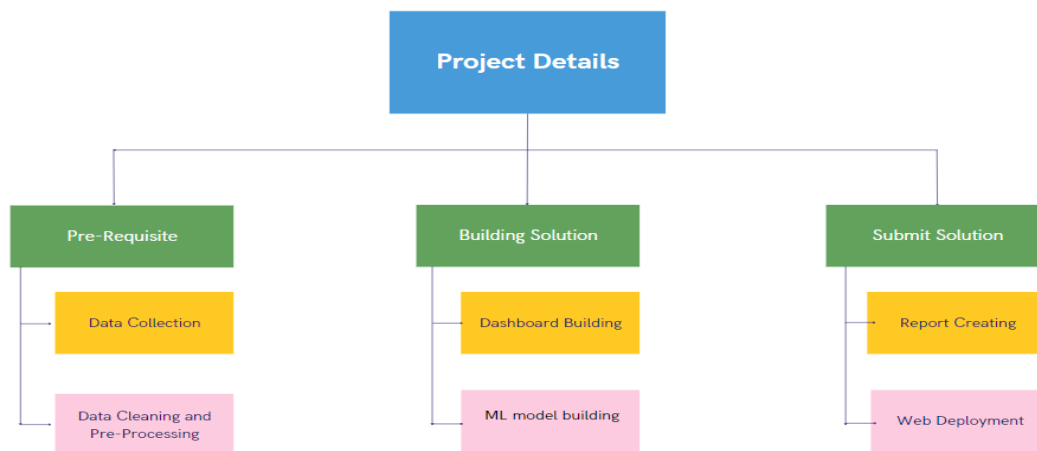 Project Details
Pre-Requisite
Building Solution
Submit Solution
Data Collection
Dashboard Building
Report Creating
Data Cleaning and
Pre-Processing
ML model building
Web Deployment